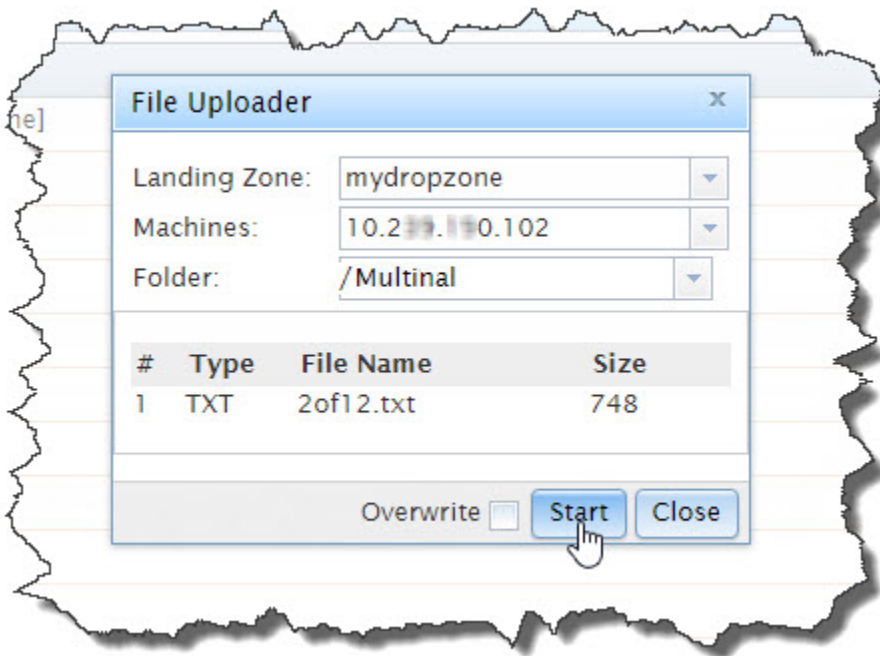 File Uploader x
ne]
Landing Zone: mydropzone
Machines:
Folder: /Multinal
# Type File Name Size
1 TXT 2of12.txt 748
Overwrite Start Close